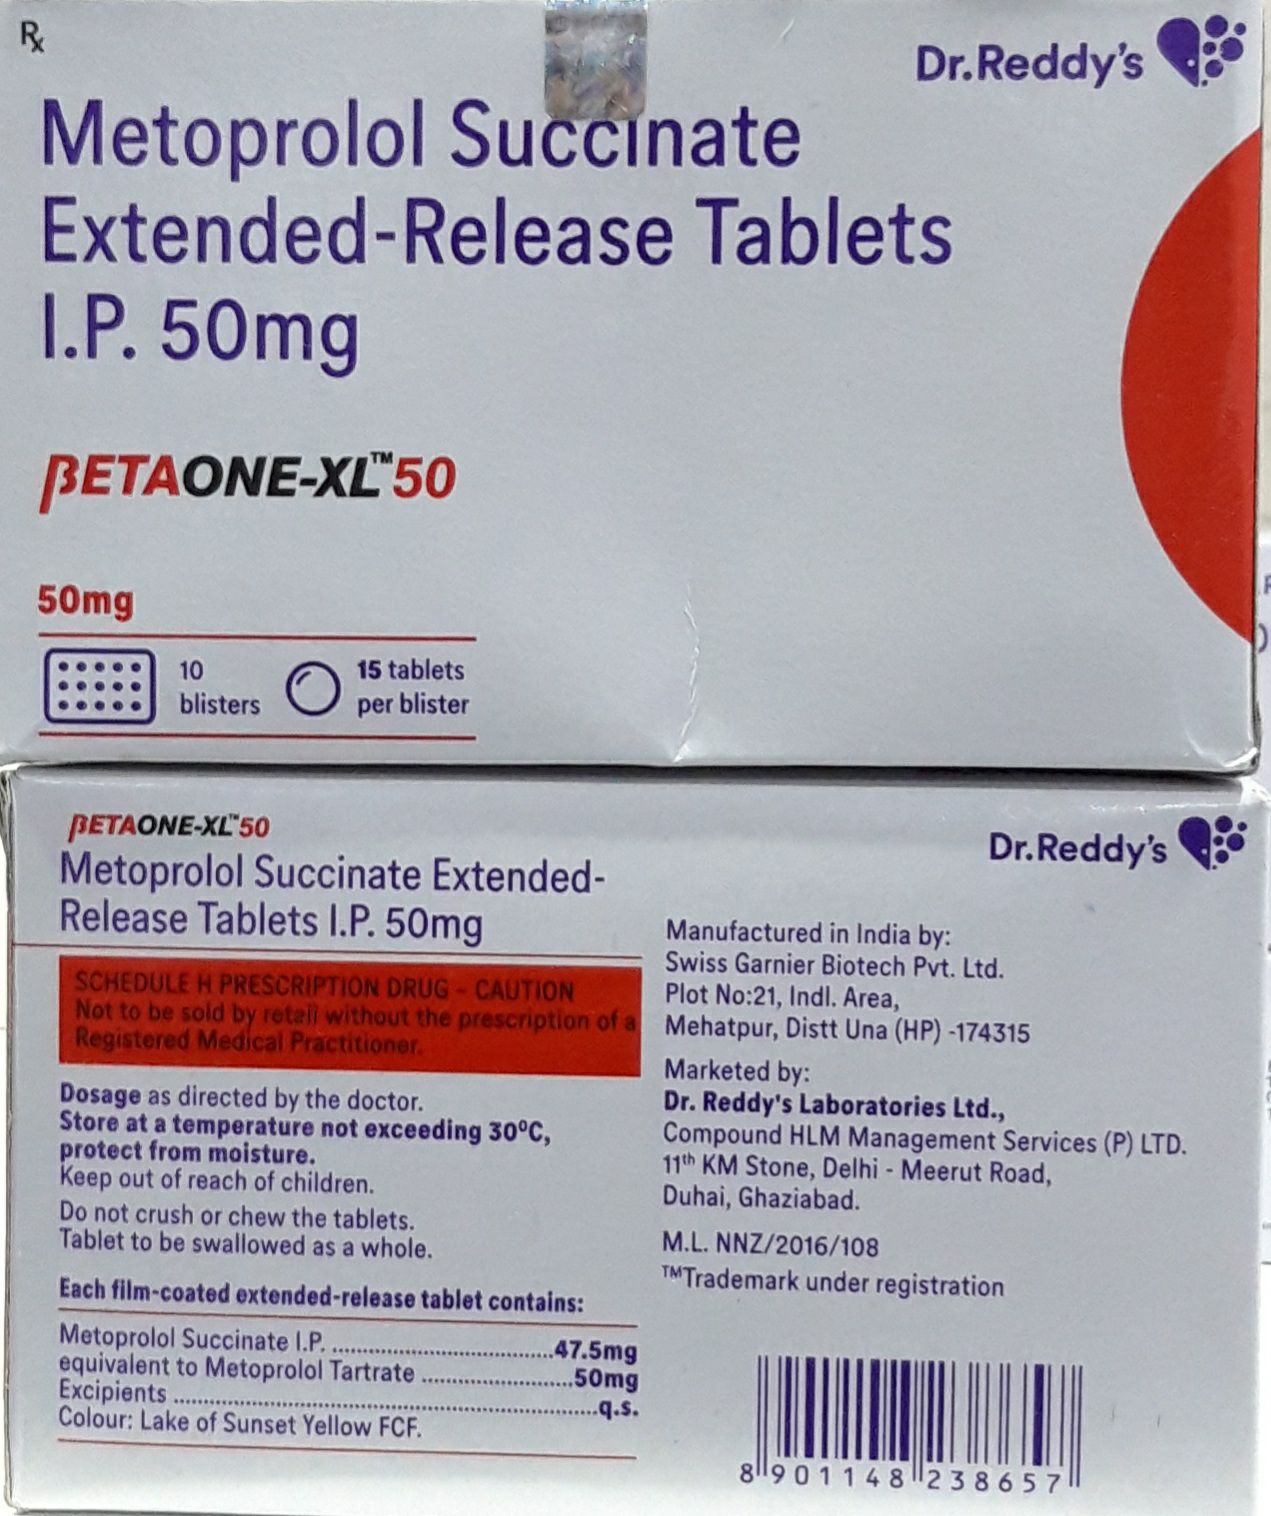 Rx
Dr.Reddy's
Metoprolol Succinate
Extended-Release Tablets
I.P. 50mg
βETAONE-XL™50
50mg
10
blisters
15 tablets
per blister
βETAONE-XL™50
Metoprolol Succinate Extended-
Release Tablets I.P. 50mg
SCHEDULE H PRESCRIPTION DRUG - CAUTION
Not to be sold by retail without the prescription of a
Registered Medical Practitioner.
Dosage as directed by the doctor.
Store at a temperature not exceeding 30ºC,
protect from moisture.
Keep out of reach of children.
Do not crush or chew the tablets.
Tablet to be swallowed as a whole.
Each film-coated extended-release tablet contains:
Metoprolol Succinate I.P. ..................................47.5mg
equivalent to Metoprolol Tartrate .......................50mg
Excipients ................................................................q.s.
Colour: Lake of Sunset Yellow FCF.
Dr.Reddy's
Manufactured in India by:
Swiss Garnier Biotech Pvt. Ltd.
Plot No:21, Indl. Area,
Mehatpur, Distt Una (HP) -174315
Marketed by:
Dr. Reddy's Laboratories Ltd.,
Compound HLM Management Services (P) LTD.
11th KM Stone, Delhi - Meerut Road,
Duhai, Ghaziabad.
M.L. NNZ/2016/108
™Trademark under registration
8 901148 238657